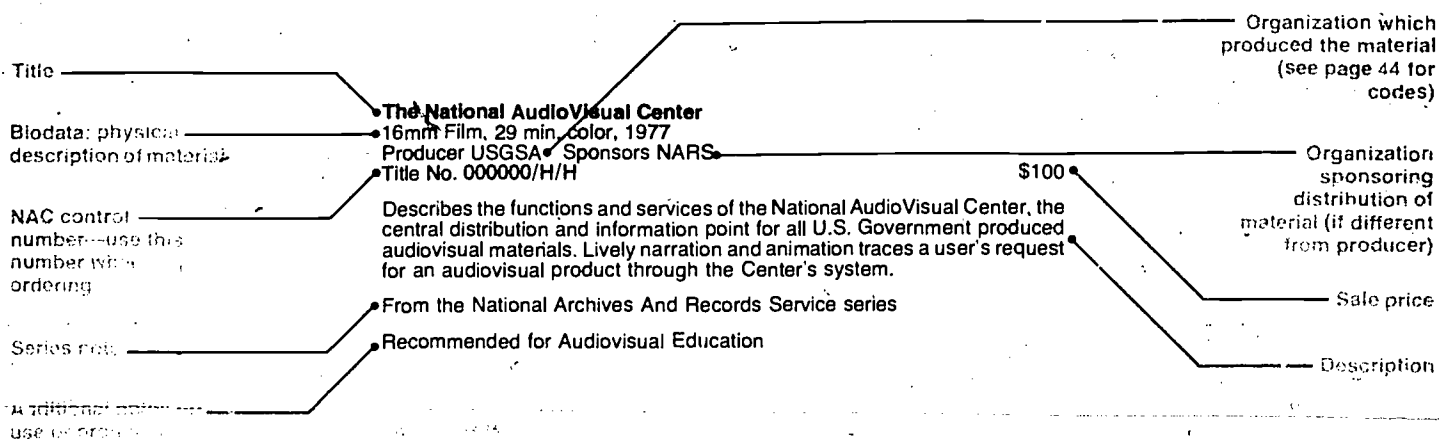 Organization which
produced the material
(see page 44 for
codes)
Title
The National AudioVisual Center
Biodata: physical
description of material
16mm Film, 29 min, color, 1977
Producer USGSA Sponsors NARS
Title No. 000000/H/H
$100
Organization
sponsoring
distribution of
material (if different
from producer)
NAC control
number—use this
number when
ordering
Describes the functions and services of the National AudioVisual Center, the
central distribution and information point for all U.S. Government produced
audiovisual materials. Lively narration and animation traces a user's request
for an audiovisual product through the Center's system.
From the National Archives And Records Service series
Sale price
Series
Recommended for Audiovisual Education
Description
Additional
use